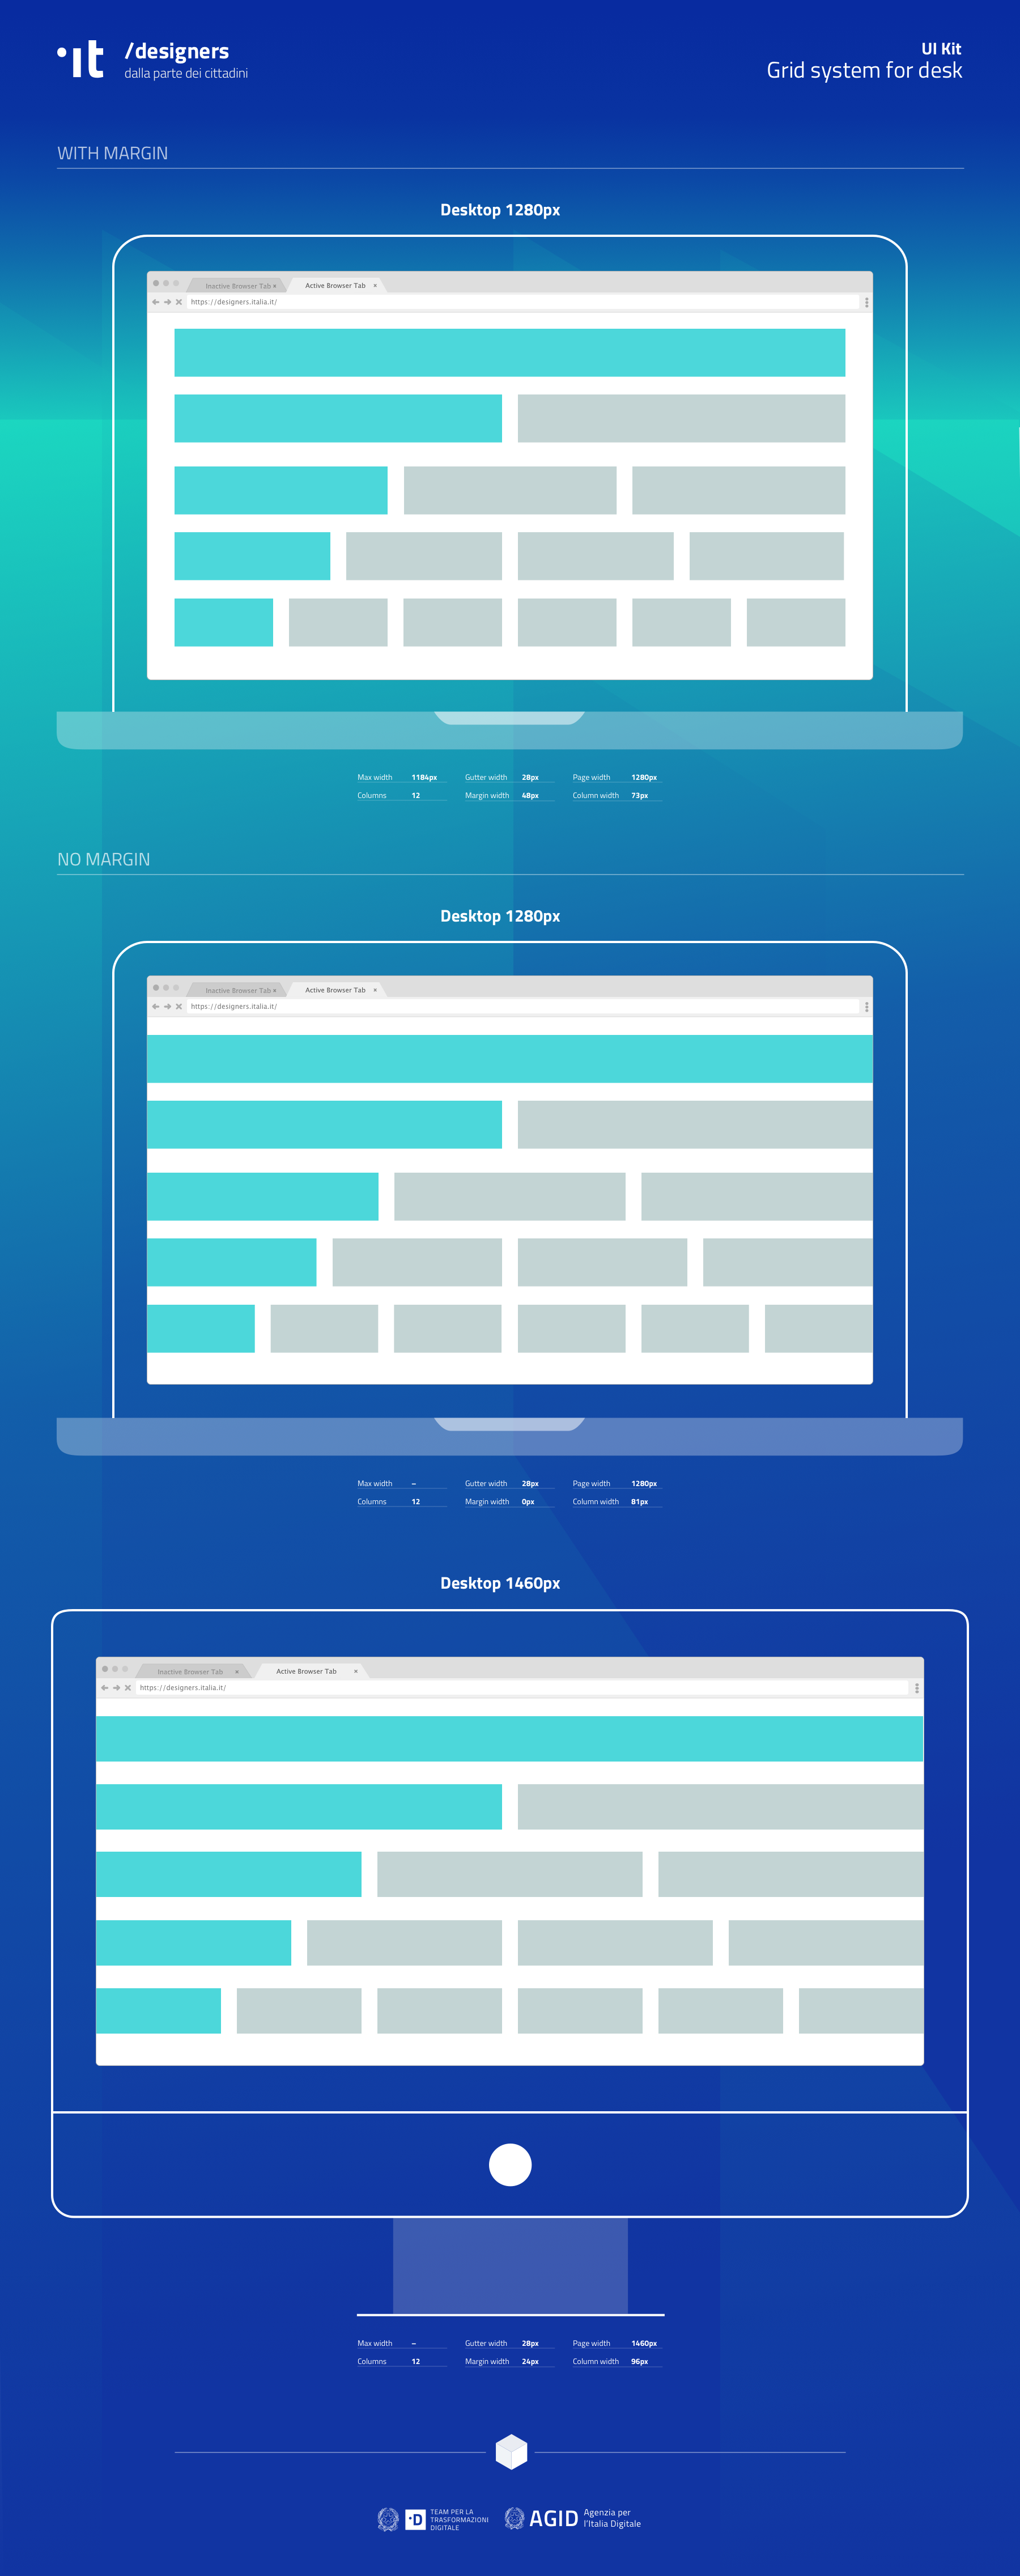 ·it
/designers
dalla parte dei cittadini
UI Kit
Grid system for desk
WITH MARGIN
Desktop 1280px
Inactive Browser Tab ×
Active Browser Tab ×
https://designers.italia.it/
Max width 1184px Gutter width 28px Page width 1280px
Columns 12 Margin width 48px Column width 73px
NO MARGIN
Desktop 1280px
Inactive Browser Tab ×
Active Browser Tab ×
https://designers.italia.it/
Max width – Gutter width 28px Page width 1280px
Columns 12 Margin width 0px Column width 81px
Desktop 1460px
Inactive Browser Tab ×
Active Browser Tab ×
https://designers.italia.it/
Max width – Gutter width 28px Page width 1460px
Columns 12 Margin width 24px Column width 96px
·D
TEAM PER LA
TRASFORMAZIONI
DIGITALE
AGID
Agenzia per
l'Italia Digitale